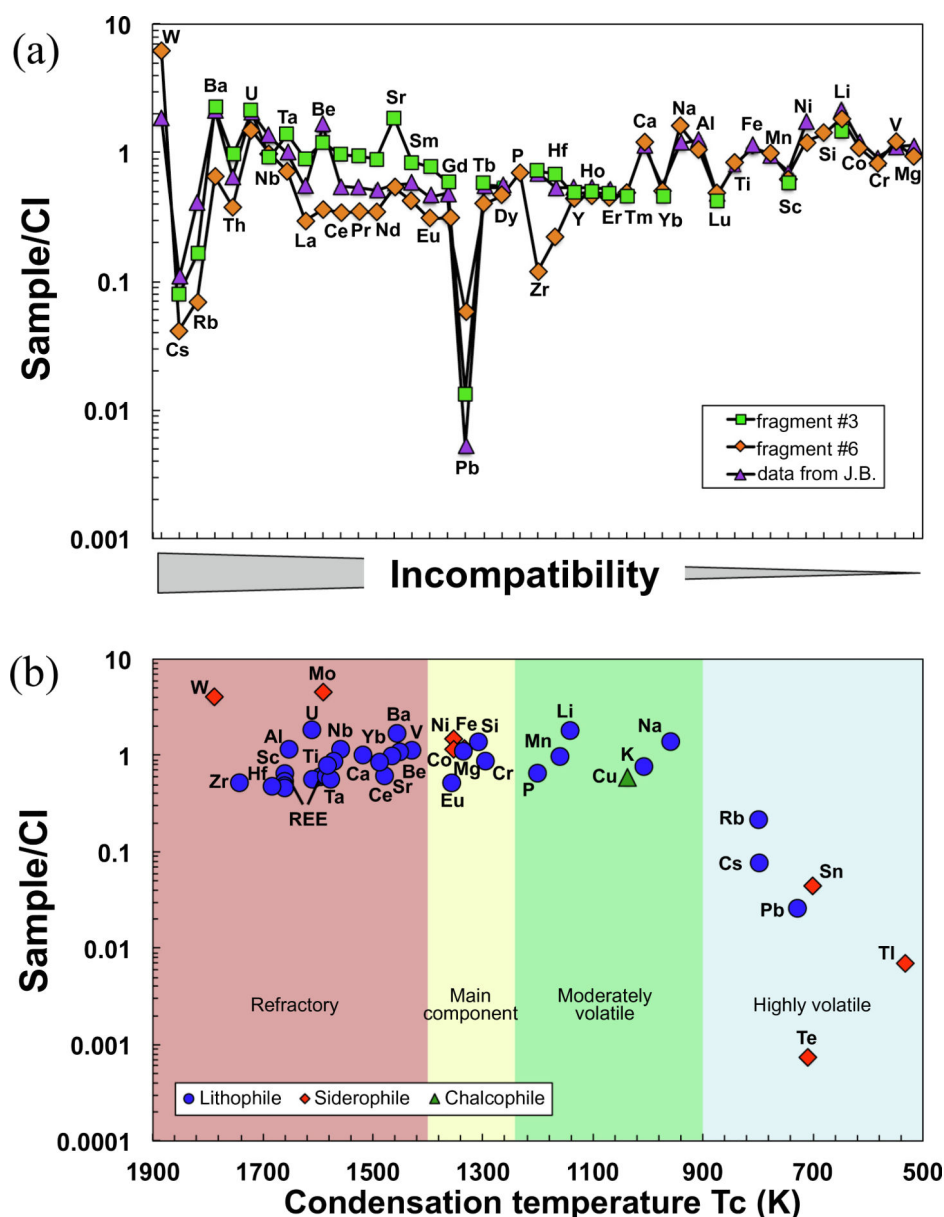 (a)
Sample/CI
10
1
0.1
0.01
0.001
W
Cs
Rb
Ba
Th
U
Nb
Ta
La
Be
Ce
Pr
Nd
Sr
Sm
Eu
Gd
Pb
Tb
Dy
P
Zr
Hf
Y
Ho
Er
Tm
Ca
Yb
Na
Al
Lu
Ti
Fe
Mn
Sc
Ni
Si
Li
Co
Cr
V
Mg
fragment #3
fragment #6
data from J.B.
Incompatibility
(b)
Sample/CI
10
1
0.1
0.01
0.001
0.0001
W
Mo
U
Al
Nb
Ba
Yb
V
Sc
Ti
Zr
Hf
Ca
Be
Ta
Ce
Sr
REE
Ni
Fe
Si
Co
Mg
Cr
Eu
Li
Mn
P
K
Cu
Na
Rb
Cs
Pb
Sn
Tl
Te
Refractory
Main
component
Moderately
volatile
Highly volatile
Lithophile
Siderophile
Chalcophile
1900 1700 1500 1300 1100 900 700 500
Condensation temperature Tc (K)